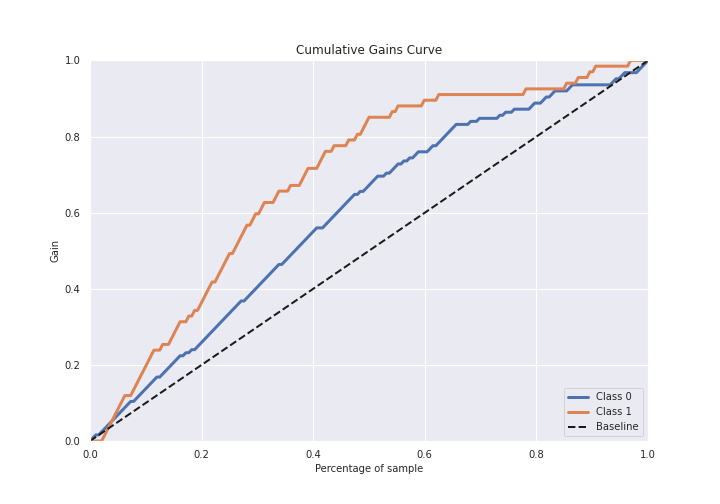 Cumulative Gains Curve
1.0
0.8
0.6
0.4
0.2
0.0
Gain
0.0 0.2 0.4 0.6 0.8 1.0
Percentage of sample
Class 0
Class 1
Baseline